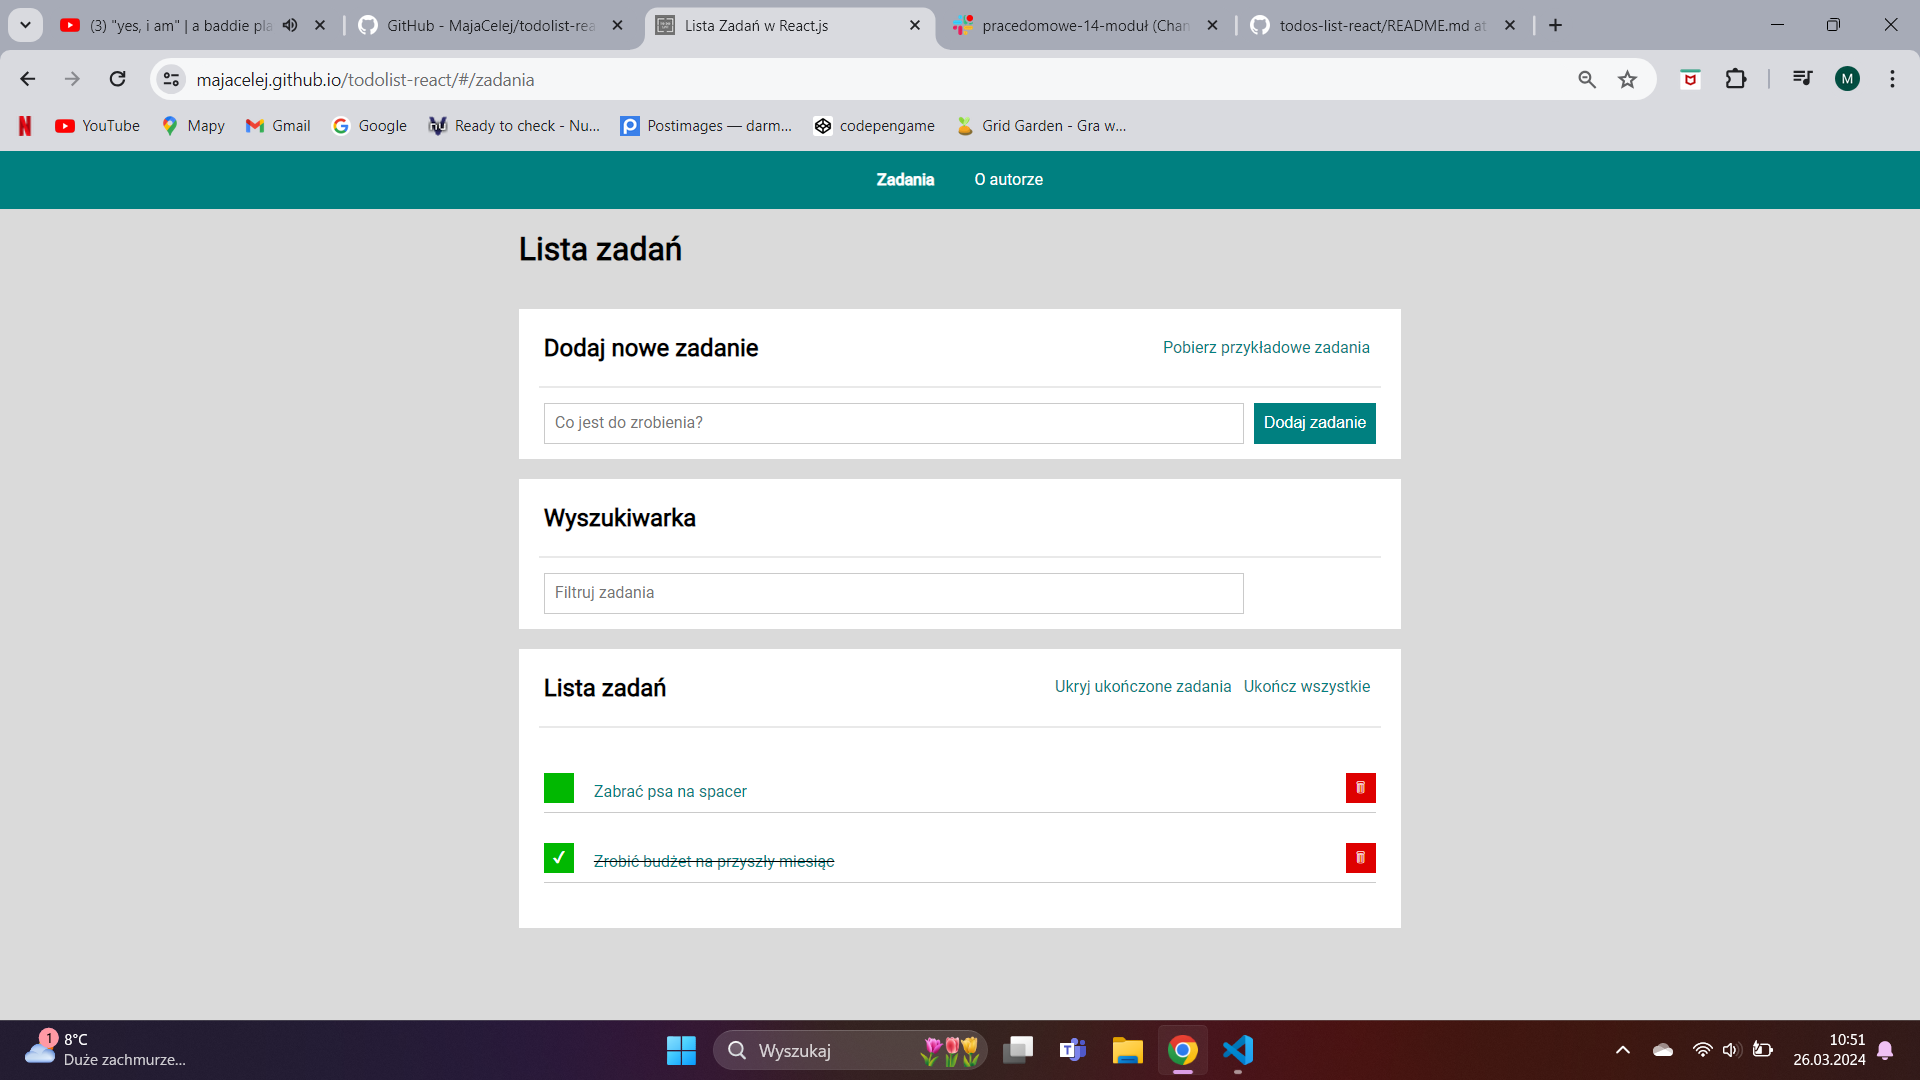 (3) "yes, i am" | a baddie pla
GitHub - MajaCelej/todolist-rea
Lista Zadań w React.js
pracedomowe-14-moduł (Chan
todos-list-react/README.md at
majacelej.github.io/todolist-react/#/zadania
M
YouTube
Mapy
Gmail
Google
Ready to check - Nu...
Postimages — darm...
codepengame
Grid Garden - Gra w...
Zadania
O autorze
Lista zadań
Dodaj nowe zadanie
Pobierz przykładowe zadania
Co jest do zrobienia?
Dodaj zadanie
Wyszukiwarka
Filtruj zadania
Lista zadań
Ukryj ukończone zadania
Ukończ wszystkie
Zabrać psa na spacer
Zrobić budżet na przyszły miesiąc
1
8°C
Duże zachmurze...
Wyszukaj
10:51
26.03.2024